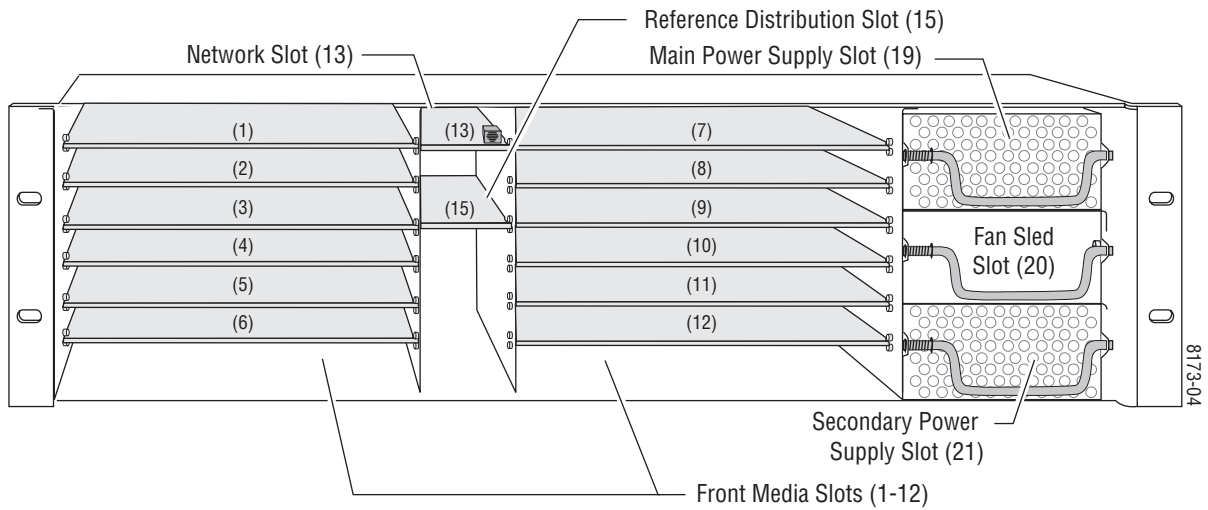 Reference Distribution Slot (15)
Network Slot (13)
Main Power Supply Slot (19)
(1)
(2)
(3)
(4)
(5)
(6)
(13)
(15)
(7)
(8)
(9)
(10)
(11)
(12)
Fan Sled
Slot (20)
8173-04
Secondary Power
Supply Slot (21)
Front Media Slots (1-12)